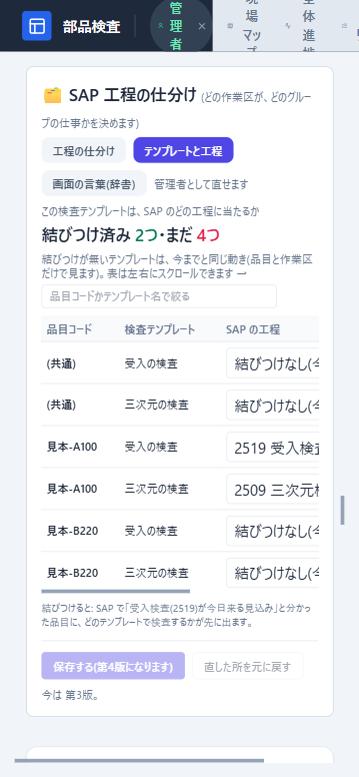 部品検査
管理者
×
現場マップ
全体進
SAP 工程の仕分け (どの作業区が、どのグルー
プの仕事かを決めます)
工程の仕分け
テンプレートと工程
画面の言葉(辞書)
管理者として直せます
この検査テンプレートは、SAP のどの工程に当たるか
結びつけ済み 2つ・まだ 4つ
結びつけが無いテンプレートは、今までと同じ動き(品目と作業区
だけで見ます)。表は左右にスクロールできます →
品目コードかテンプレート名で絞る
品目コード 検査テンプレート SAP の工程
(共通) 受入の検査 結びつけなし(今
(共通) 三次元の検査 結びつけなし(今
見本-A100 受入の検査 2519 受入検査
見本-A100 三次元の検査 2509 三次元検
見本-B220 受入の検査 結びつけなし(今
見本-B220 三次元の検査 結びつけなし(今
結びつけると: SAP で「受入検査(2519)が今日来る見込み」と分かっ
た品目に、どのテンプレートで検査するかが先に出ます。
保存する(第4版になります)
直した所を元に戻す
今は 第3版。